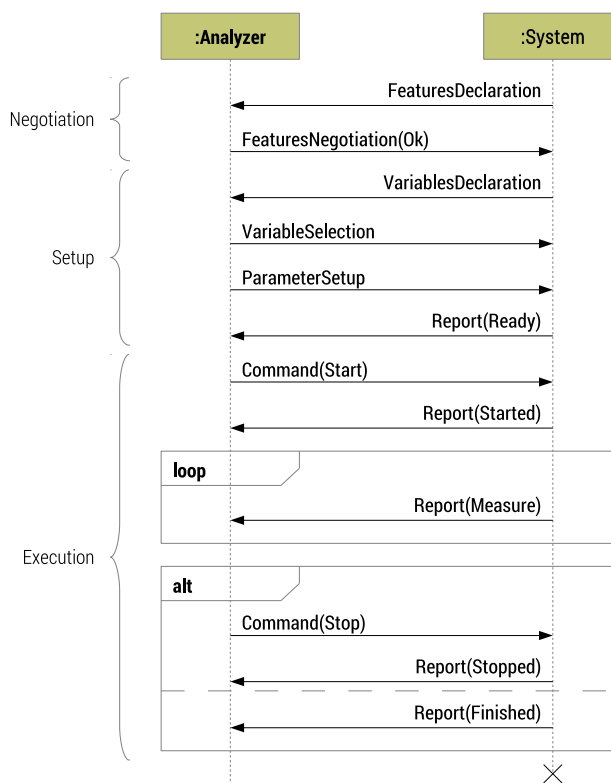 :Analyzer
:System
FeaturesDeclaration
Negotiation
FeaturesNegotiation(Ok)
VariablesDeclaration
VariableSelection
Setup
ParameterSetup
Report(Ready)
Command(Start)
Report(Started)
loop
Report(Measure)
Execution
alt
Command(Stop)
Report(Stopped)
Report(Finished)